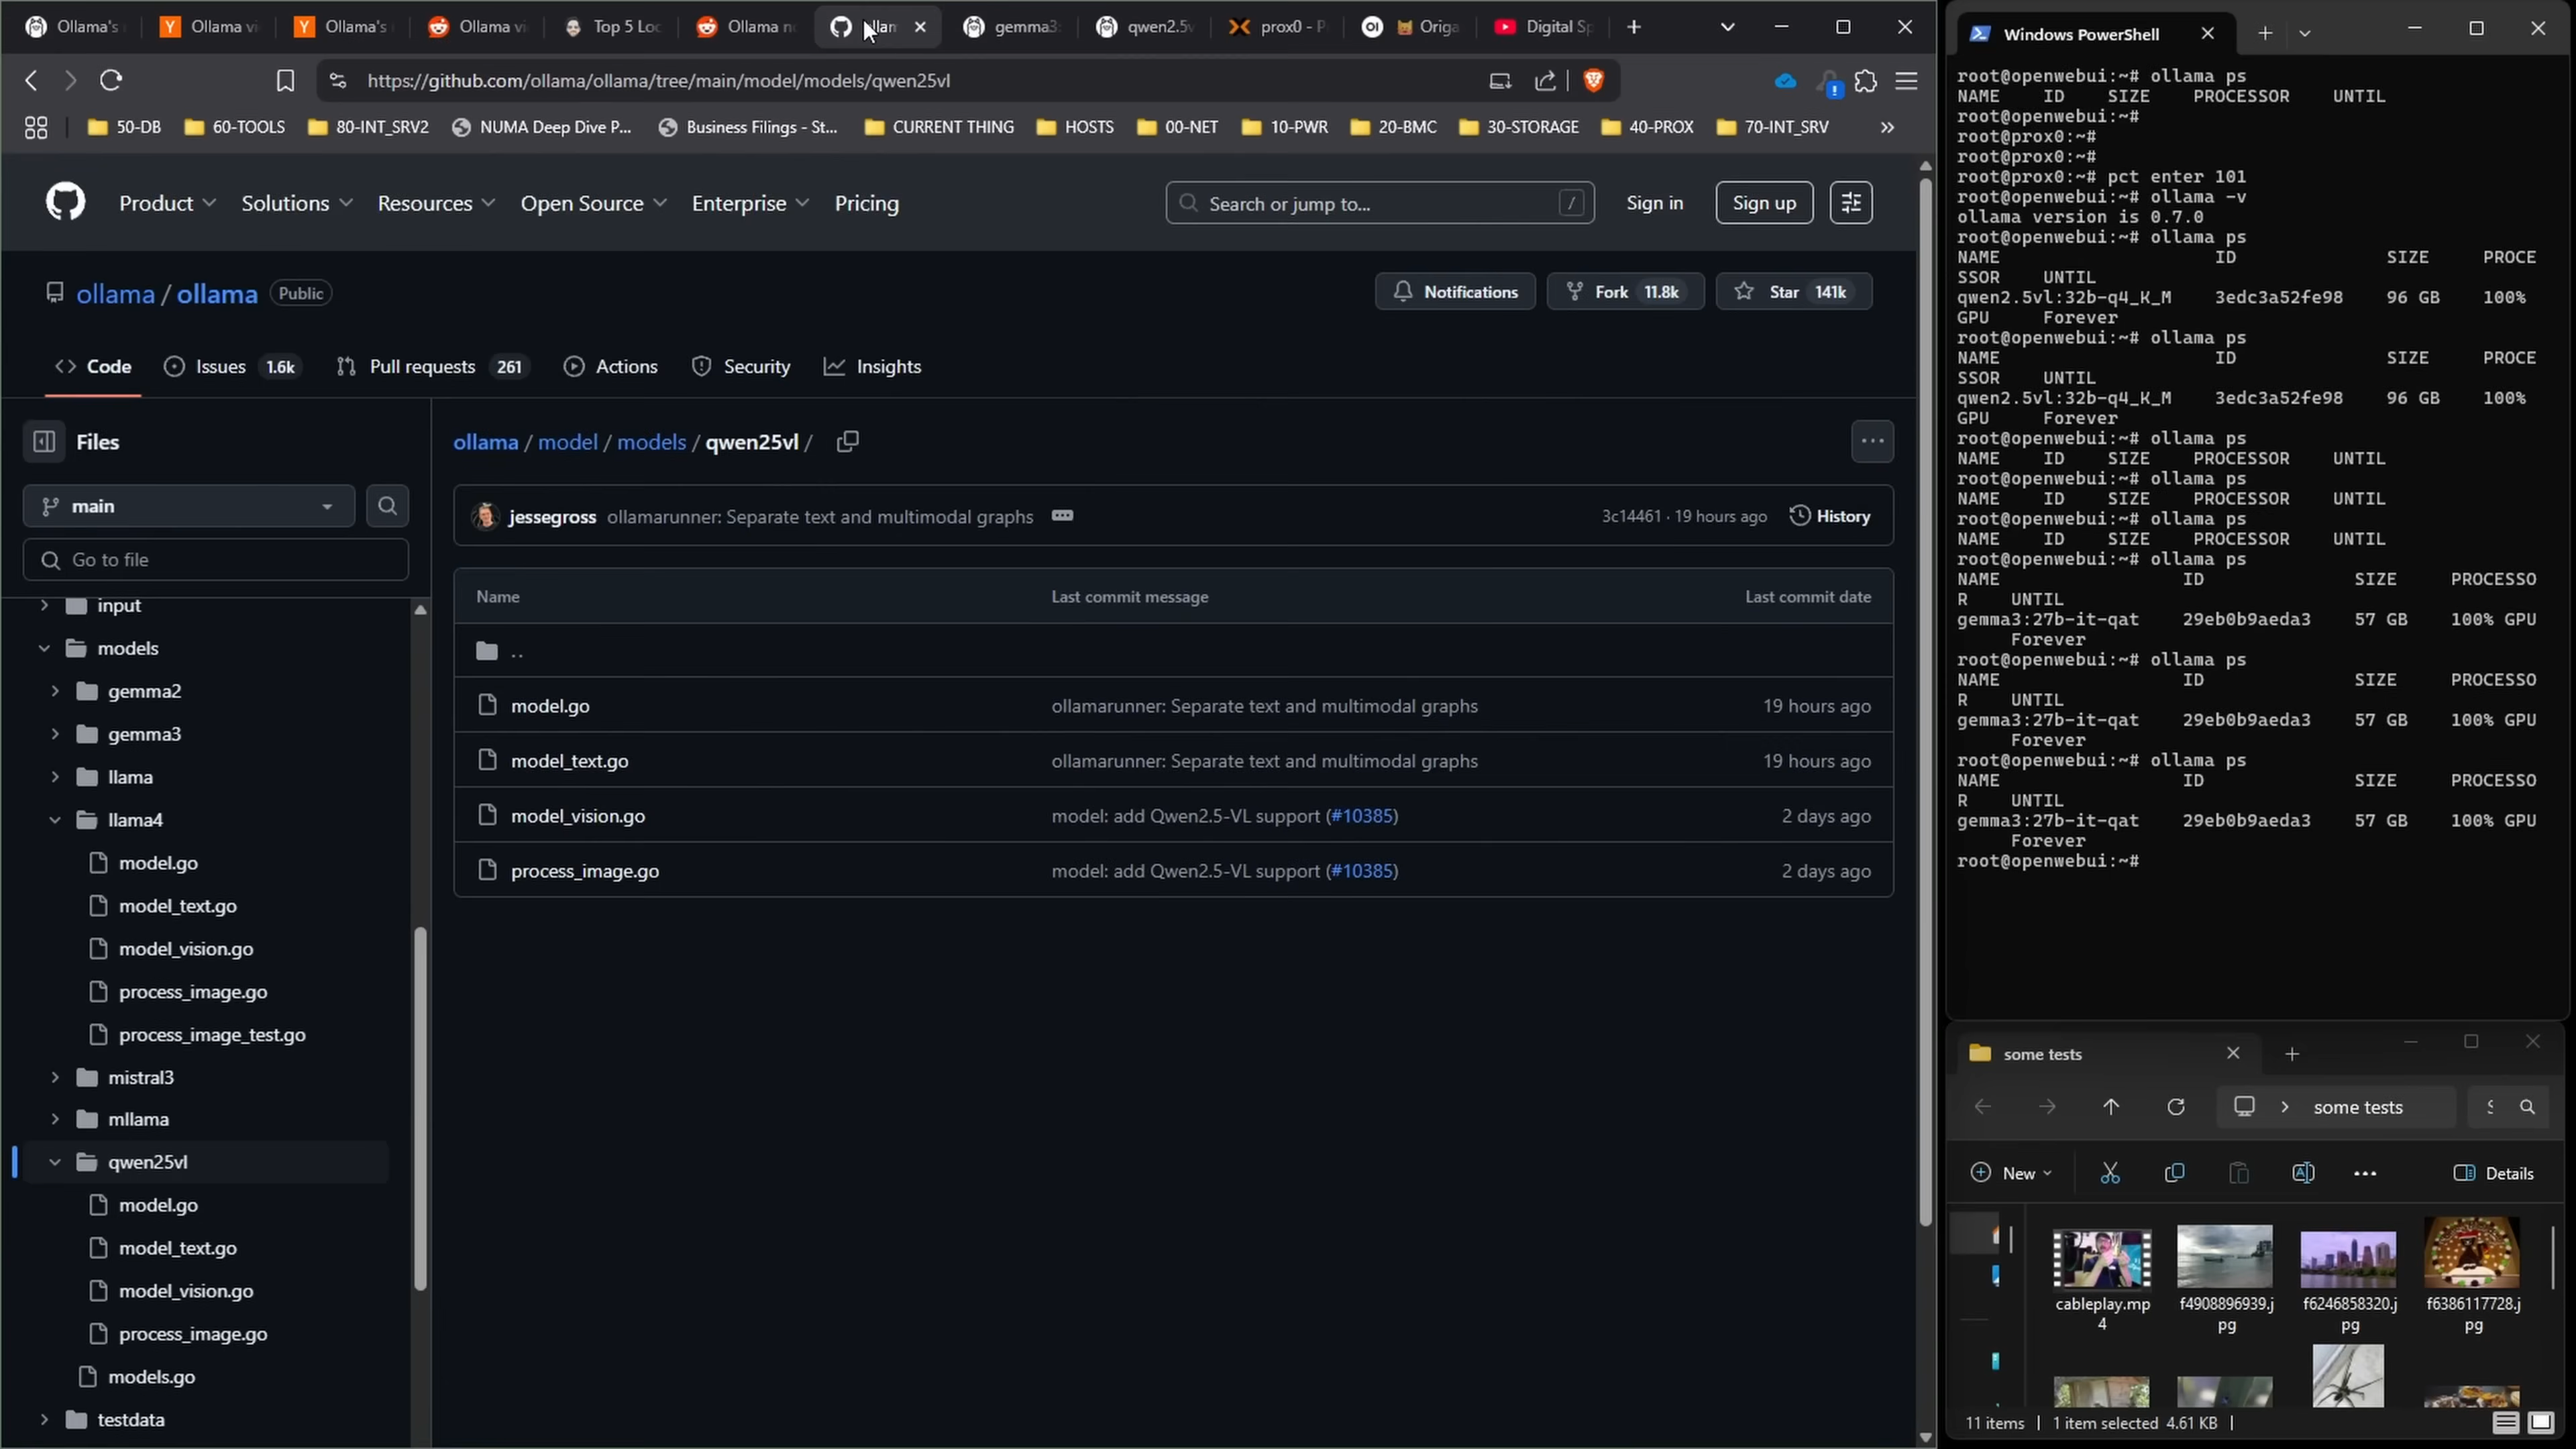 Ollama's
Ollama vi
Ollama's
Ollama vi
Top 5 Loc
Ollama n
gemma3:
qwen2.5v
prox0 - P
Origa
Digital Sp
https://github.com/ollama/ollama/tree/main/model/models/qwen25vl
50-DB
60-TOOLS
80-INT_SRV2
NUMA Deep Dive P...
Business Filings - St...
CURRENT THING
HOSTS
00-NET
10-PWR
20-BMC
30-STORAGE
40-PROX
70-INT_SRV
»
Product
Solutions
Resources
Open Source
Enterprise
Pricing
Search or jump to...
/
Sign in
Sign up
ollama / ollama Public
Notifications
Fork 11.8k
Star 141k
Code
Issues 1.6k
Pull requests 261
Actions
Security
Insights
Files
main
Go to file
input
models
gemma2
gemma3
llama
llama4
model.go
model_text.go
model_vision.go
process_image.go
process_image_test.go
mistral3
mllama
qwen25vl
model.go
model_text.go
model_vision.go
process_image.go
models.go
testdata
ollama / model / models / qwen25vl /
jessegross ollamarunner: Separate text and multimodal graphs
3c14461 · 19 hours ago
History
Name Last commit message Last commit date
..
model.go ollamarunner: Separate text and multimodal graphs 19 hours ago
model_text.go ollamarunner: Separate text and multimodal graphs 19 hours ago
model_vision.go model: add Qwen2.5-VL support (#10385) 2 days ago
process_image.go model: add Qwen2.5-VL support (#10385) 2 days ago
Windows PowerShell
root@openwebui:~# ollama ps
NAME ID SIZE PROCESSOR UNTIL
root@openwebui:~#
root@prox0:~#
root@prox0:~#
root@prox0:~# pct enter 101
root@openwebui:~# ollama -v
ollama version is 0.7.0
root@openwebui:~# ollama ps
NAME ID SIZE PROCE
SSOR UNTIL
qwen2.5vl:32b-q4_K_M 3edc3a52fe98 96 GB 100%
GPU Forever
root@openwebui:~# ollama ps
NAME ID SIZE PROCE
SSOR UNTIL
qwen2.5vl:32b-q4_K_M 3edc3a52fe98 96 GB 100%
GPU Forever
root@openwebui:~# ollama ps
NAME ID SIZE PROCESSOR UNTIL
root@openwebui:~# ollama ps
NAME ID SIZE PROCESSOR UNTIL
root@openwebui:~# ollama ps
NAME ID SIZE PROCESSOR UNTIL
root@openwebui:~# ollama ps
NAME ID SIZE PROCESSO
R UNTIL
gemma3:27b-it-qat 29eb0b9aeda3 57 GB 100% GPU
Forever
root@openwebui:~# ollama ps
NAME ID SIZE PROCESSO
R UNTIL
gemma3:27b-it-qat 29eb0b9aeda3 57 GB 100% GPU
Forever
root@openwebui:~# ollama ps
NAME ID SIZE PROCESSO
R UNTIL
gemma3:27b-it-qat 29eb0b9aeda3 57 GB 100% GPU
Forever
root@openwebui:~#
some tests
some tests
New
Details
cableplay.mp
4
f4908896939.j
pg
f6246858320.j
pg
f6386117728.j
pg
11 items | 1 item selected 4.61 KB |